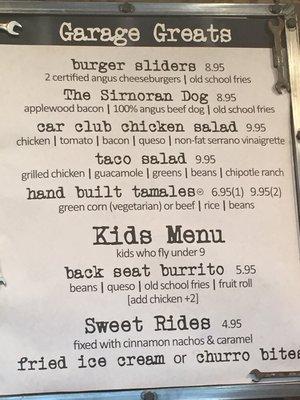 Garage Greats
burger sliders 8.95
2 certified angus cheeseburgers | old school fries
The Sirnoran Dog 8.95
applewood bacon | 100% angus beef dog | old school fries
car club chicken salad 9.95
chicken | tomato | bacon | queso | non-fat serrano vinaigrette
taco salad 9.95
grilled chicken | guacamole | greens | beans | chipotle ranch
hand built tamales 6.95(1) 9.95(2)
green corn (vegetarian) or beef | rice | beans
Kids Menu
kids who fly under 9
back seat burrito 5.95
beans | queso | old school fries | fruit roll
[add chicken +2]
Sweet Rides 4.95
fixed with cinnamon nachos & caramel
fried ice cream or churro bites